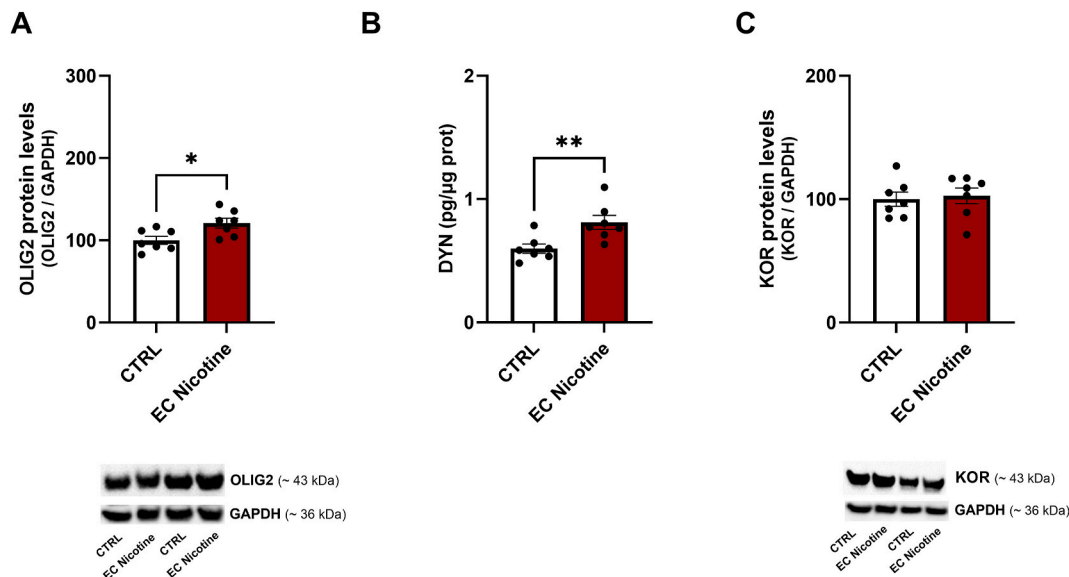 A
OLIG2 protein levels
(OLIG2 / GAPDH)
300
200
100
0
*
CTRL
EC Nicotine
OLIG2 (~ 43 kDa)
GAPDH (~ 36 kDa)
CTRL
EC Nicotine
CTRL
EC Nicotine
B
DYN (pg/µg prot)
2
1
0
**
CTRL
EC Nicotine
C
KOR protein levels
(KOR / GAPDH)
200
100
0
CTRL
EC Nicotine
KOR (~ 43 kDa)
GAPDH (~ 36 kDa)
CTRL
EC Nicotine
CTRL
EC Nicotine